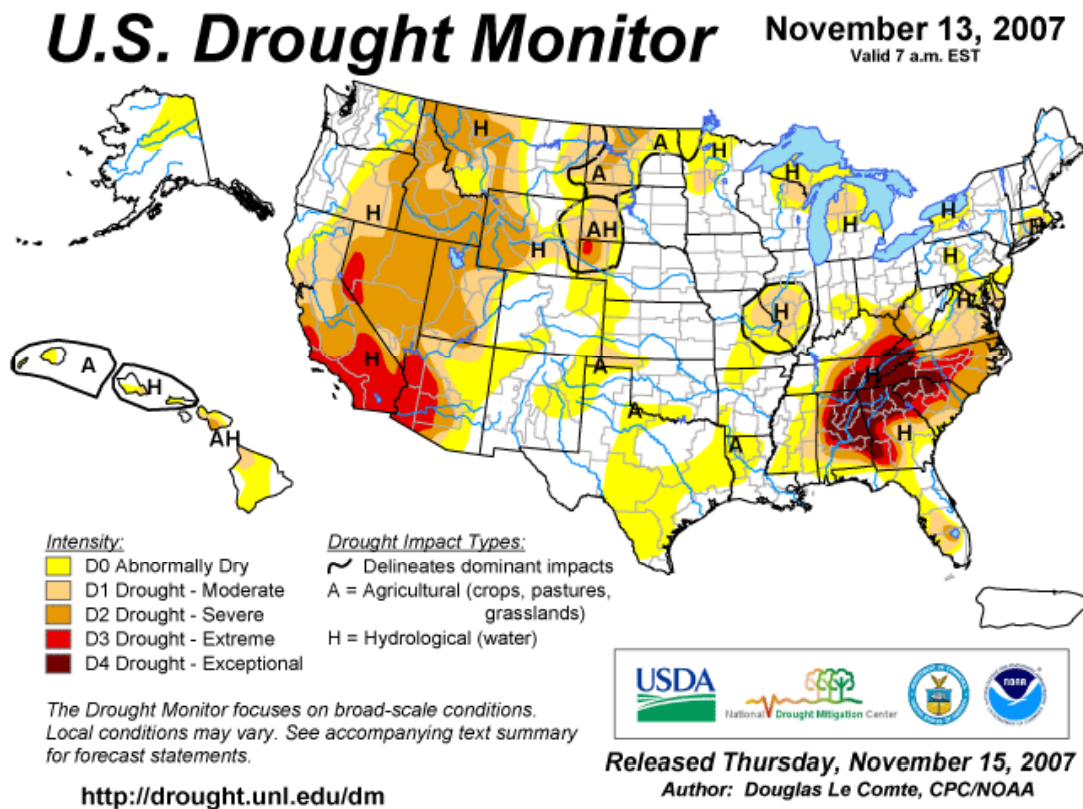 U.S. Drought Monitor
November 13, 2007
Valid 7 a.m. EST
H
H
H
A
A
H
AH
H
H
H
H
H
H
H
H
H
H
A
A
A
H
H
A
H
AH
Intensity:
D0 Abnormally Dry
D1 Drought - Moderate
D2 Drought - Severe
D3 Drought - Extreme
D4 Drought - Exceptional
Drought Impact Types:
Delineates dominant impacts
A = Agricultural (crops, pastures,
grasslands)
H = Hydrological (water)
The Drought Monitor focuses on broad-scale conditions.
Local conditions may vary. See accompanying text summary
for forecast statements.
http://drought.unl.edu/dm
USDA
National Drought Mitigation Center
NOAA
Released Thursday, November 15, 2007
Author: Douglas Le Comte, CPC/NOAA